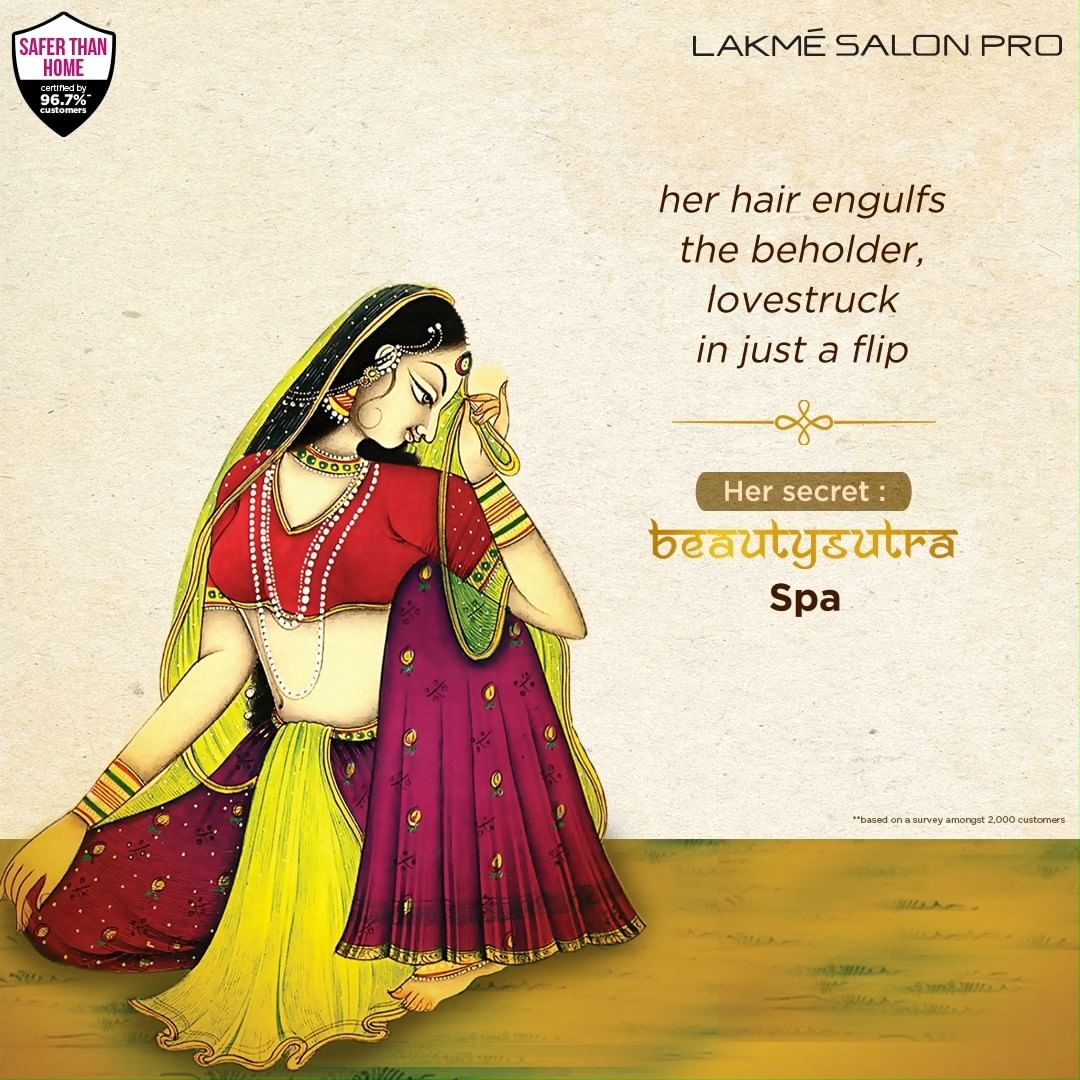 SAFER THAN
HOME
certified by
96.7%**
customers
LAKMÉ SALON PRO
her hair engulfs
the beholder,
lovestruck
in just a flip
Her secret :
beautysutra
Spa
**based on a survey amongst 2,000 customers